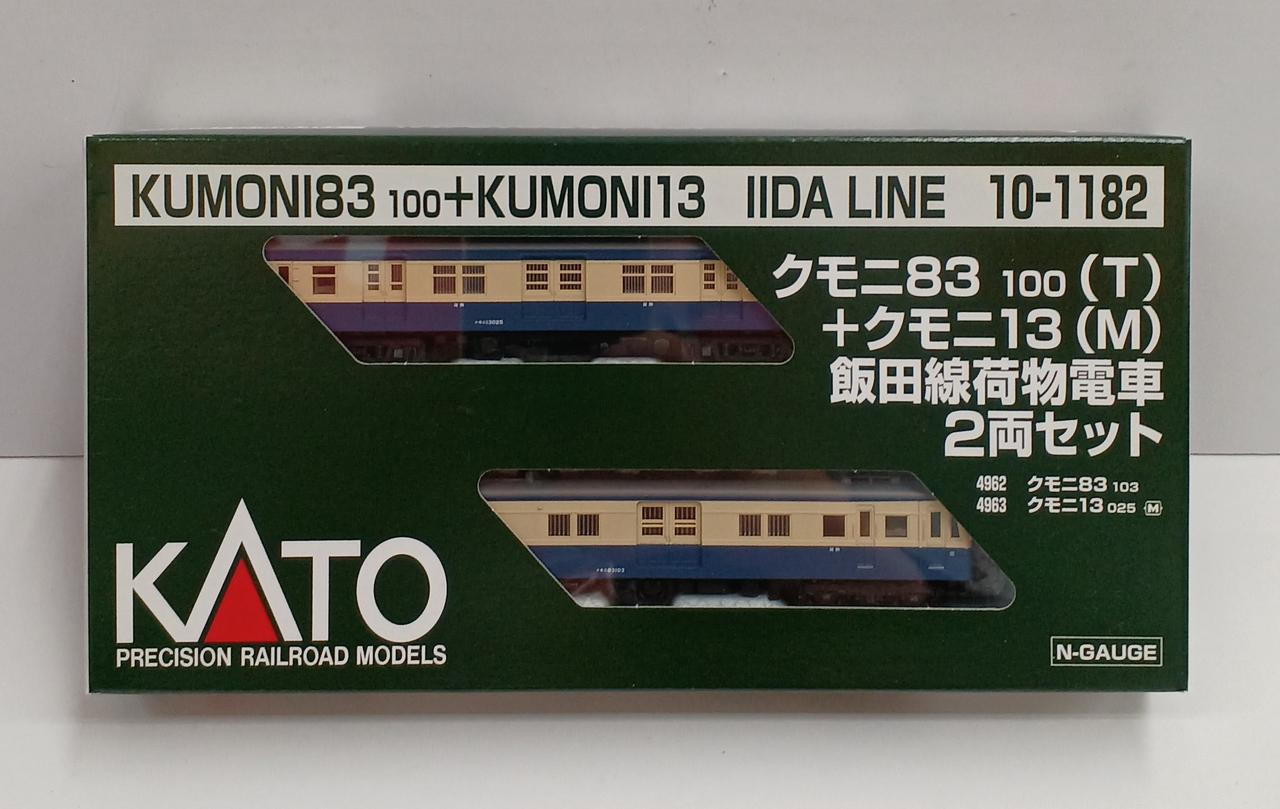 KUMONI83 100+KUMONI13 IIDA LINE 10-1182
クモニ83 100(T)
+クモニ13(M)
飯田線荷物電車
2両セット
4962 クモニ83 103
4963 クモニ13 025 M
KATO
PRECISION RAILROAD MODELS
N-GAUGE